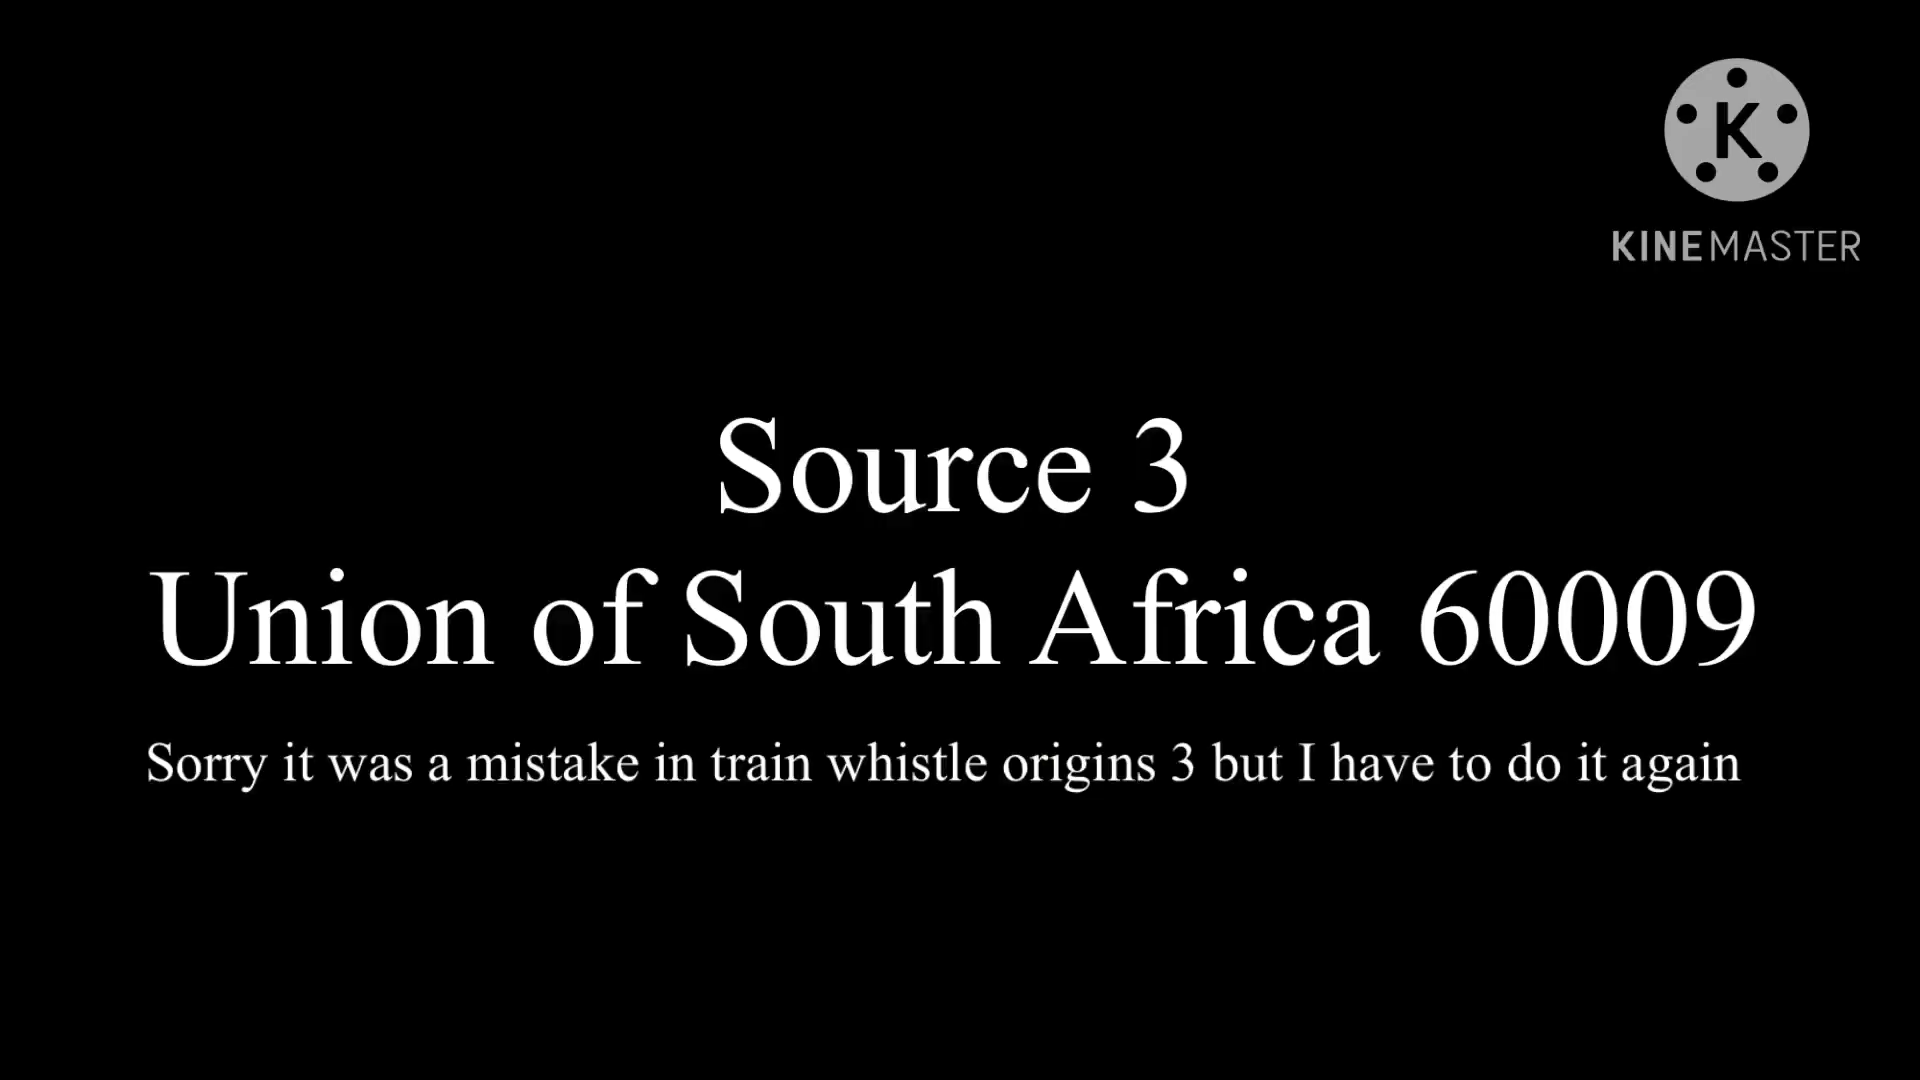 K
KINEMASTER
Source 3
Union of South Africa 60009
Sorry it was a mistake in train whistle origins 3 but I have to do it again